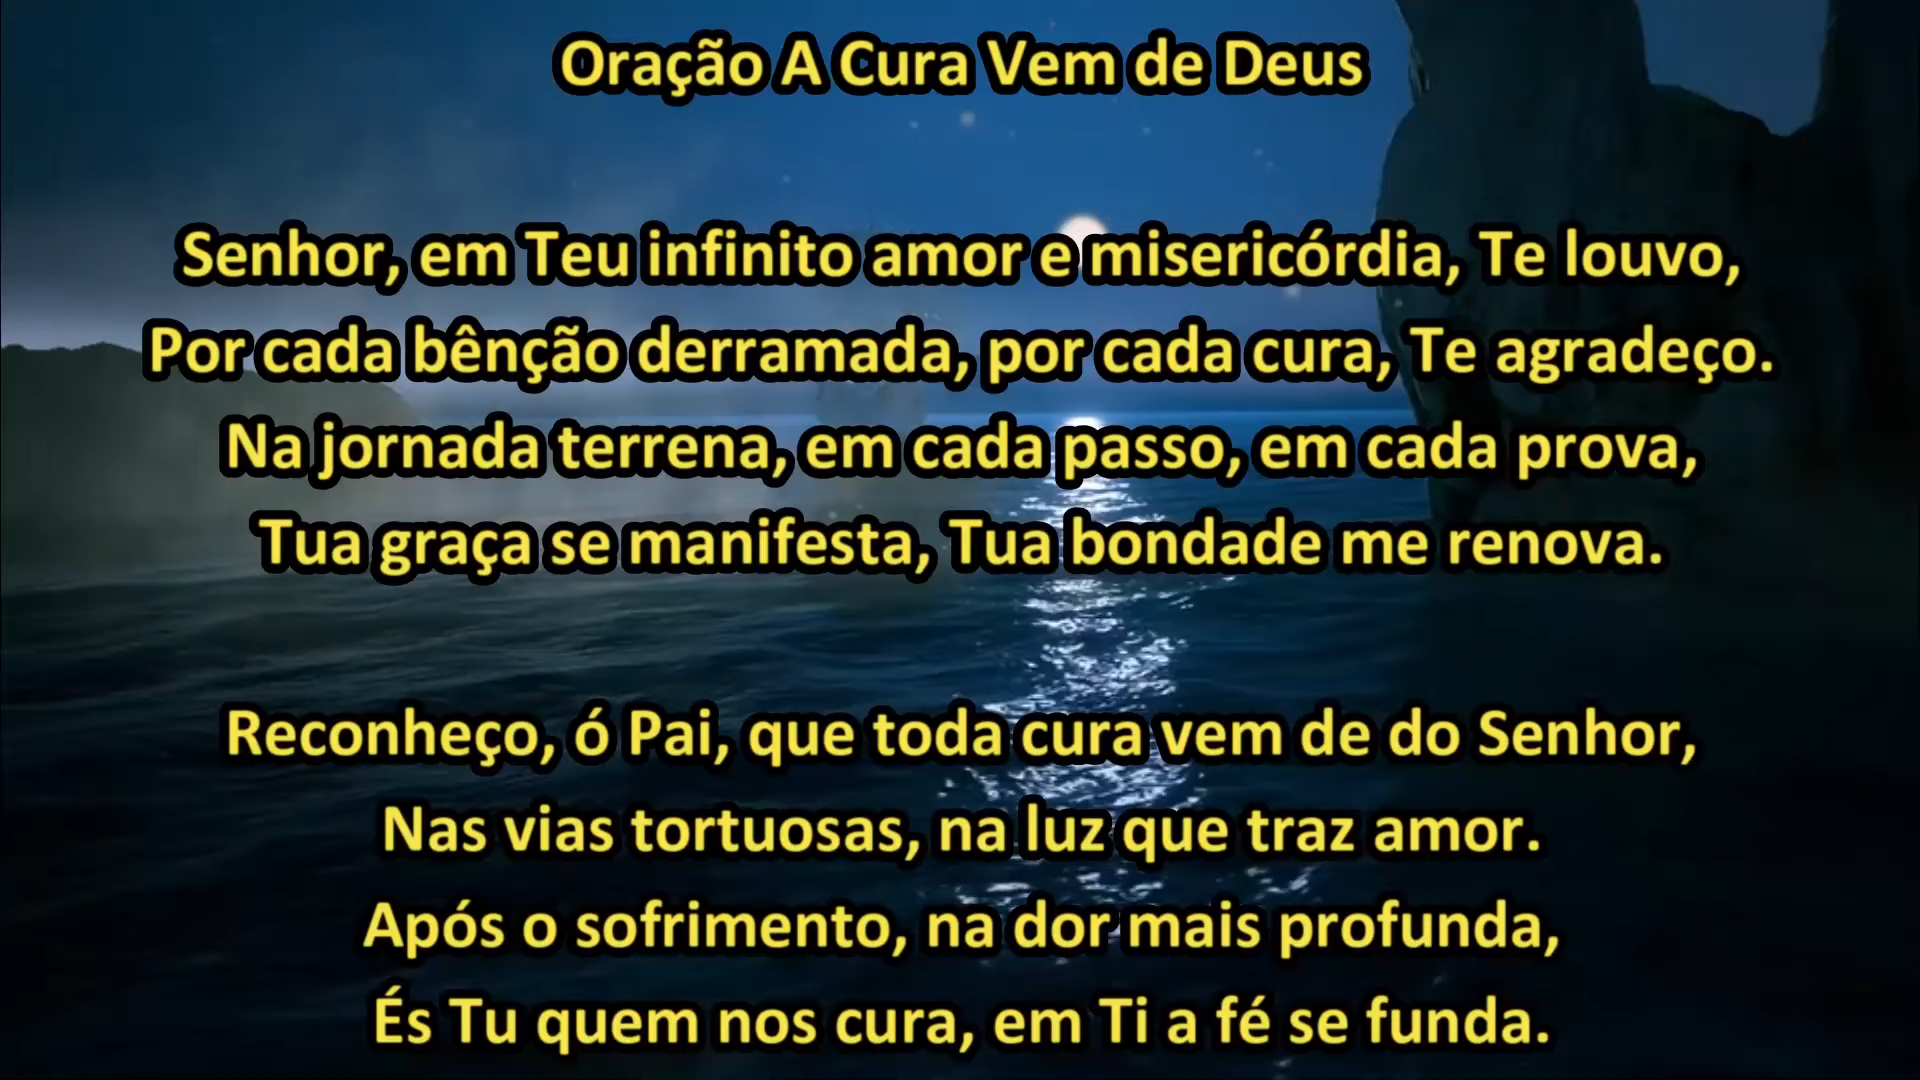 Oração A Cura Vem de Deus
Senhor, em Teu infinito amor e misericórdia, Te louvo,
Por cada bênção derramada, por cada cura, Te agradeço.
Na jornada terrena, em cada passo, em cada prova,
Tua graça se manifesta, Tua bondade me renova.
Reconheço, ó Pai, que toda cura vem de do Senhor,
Nas vias tortuosas, na luz que traz amor.
Após o sofrimento, na dor mais profunda,
És Tu quem nos cura, em Ti a fé se funda.